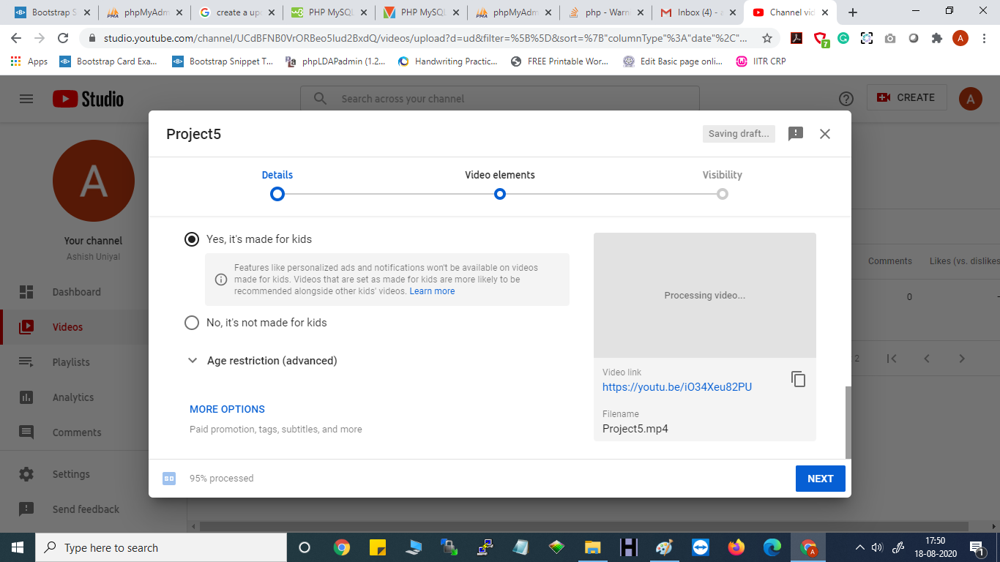 Bootstrap S
phpMyAdm
create a upd
PHP MySQL
PHP MySQL
phpMyAdm
php - Warni
Inbox (4) - a
Channel vid
studio.youtube.com/channel/UCdBFNB0VrORBeo5Iud2BxdQ/videos/upload?d=ud&filter=%5B%5D&sort=%7B"columnType"%3A"date"%2C"...
7
A
Apps
Bootstrap Card Exa...
Bootstrap Snippet T...
phpLDAPadmin (1.2...
Handwriting Practic...
FREE Printable Wor...
Edit Basic page onli...
IITR CRP
Studio
Search across your channel
CREATE
A
Project5
Saving draft...
Details
Video elements
Visibility
A
Your channel
Ashish Uniyal
Dashboard
Videos
Playlists
Analytics
Comments
Settings
Send feedback
Yes, it's made for kids
Features like personalized ads and notifications won't be available on videos
made for kids. Videos that are set as made for kids are more likely to be
recommended alongside other kids' videos. Learn more
No, it's not made for kids
Age restriction (advanced)
MORE OPTIONS
Paid promotion, tags, subtitles, and more
Processing video...
Video link
https://youtu.be/iO34Xeu82PU
Filename
Project5.mp4
Comments
Likes (vs. dislikes
0
-
2
SD
95% processed
NEXT
Type here to search
17:50
18-08-2020
1